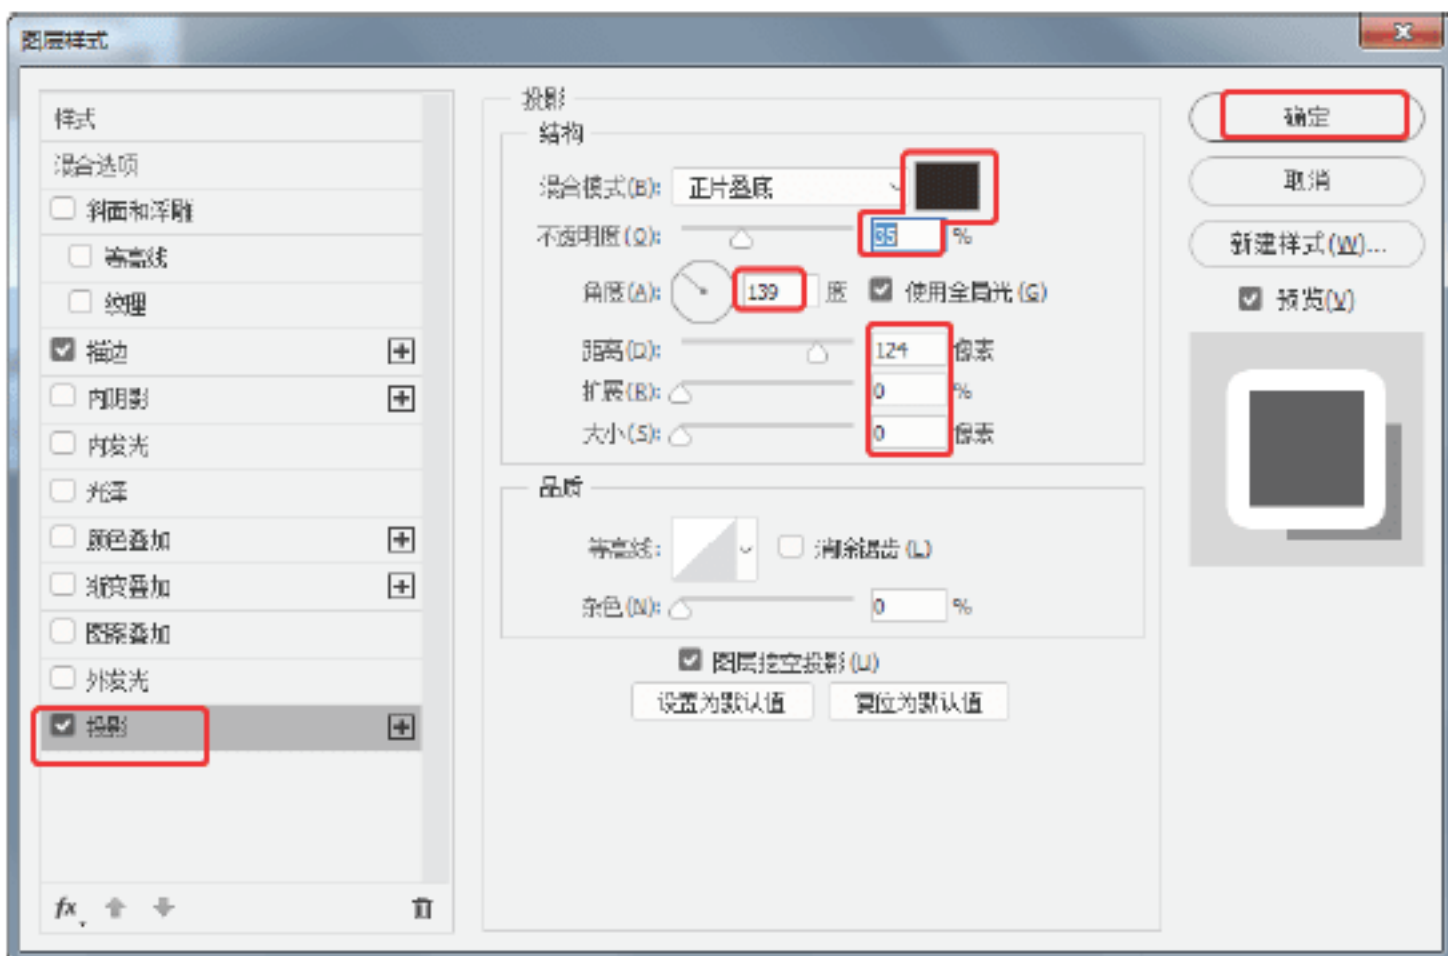 图层样式
样式
混合选项
斜面和浮雕
等高线
纹理
描边
内阴影
内发光
光泽
颜色叠加
渐变叠加
图案叠加
外发光
投影
fx
投影
结构
混合模式(B): 正片叠底
不透明度(O): 35 %
角度(A): 139 度 使用全局光(G)
距离(D): 124 像素
扩展(R): 0 %
大小(S): 0 像素
品质
等高线: 消除锯齿(L)
杂色(N): 0 %
图层挖空投影(U)
设置为默认值 复位为默认值
确定
取消
新建样式(W)...
预览(V)